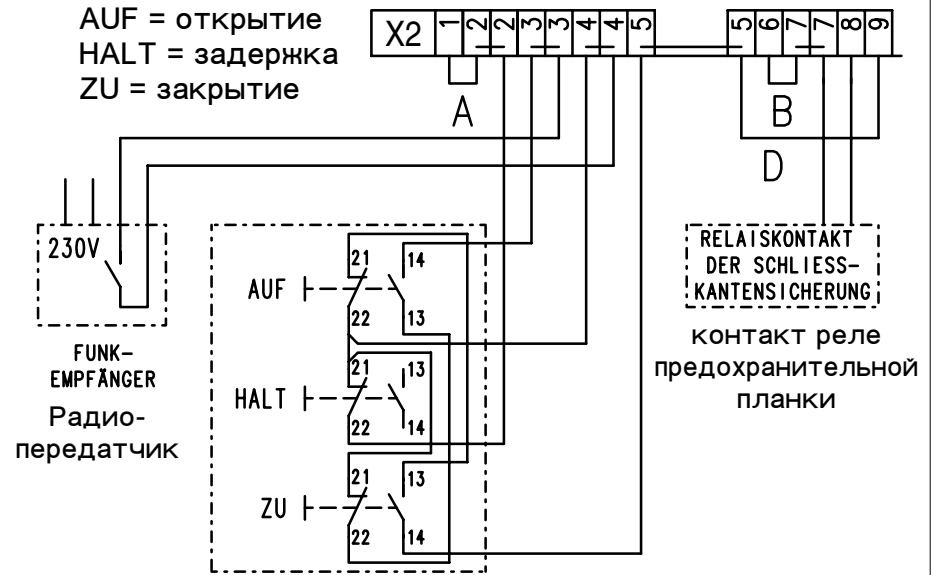 AUF = открытие
HALT = задержка
ZU = закрытие
X2 1 2 2 3 3 4 4 5 5 6 7 7 8 9
A
B
D
230V
FUNK-
EMPFÄNGER
Радио-
передатчик
21 14
AUF
22 13
21 13
HALT
22 14
21 13
ZU
22 14
RELAISKONTAKT
DER SCHLIESS-
KANTENSICHERUNG
контакт реле
предохранительной
планки